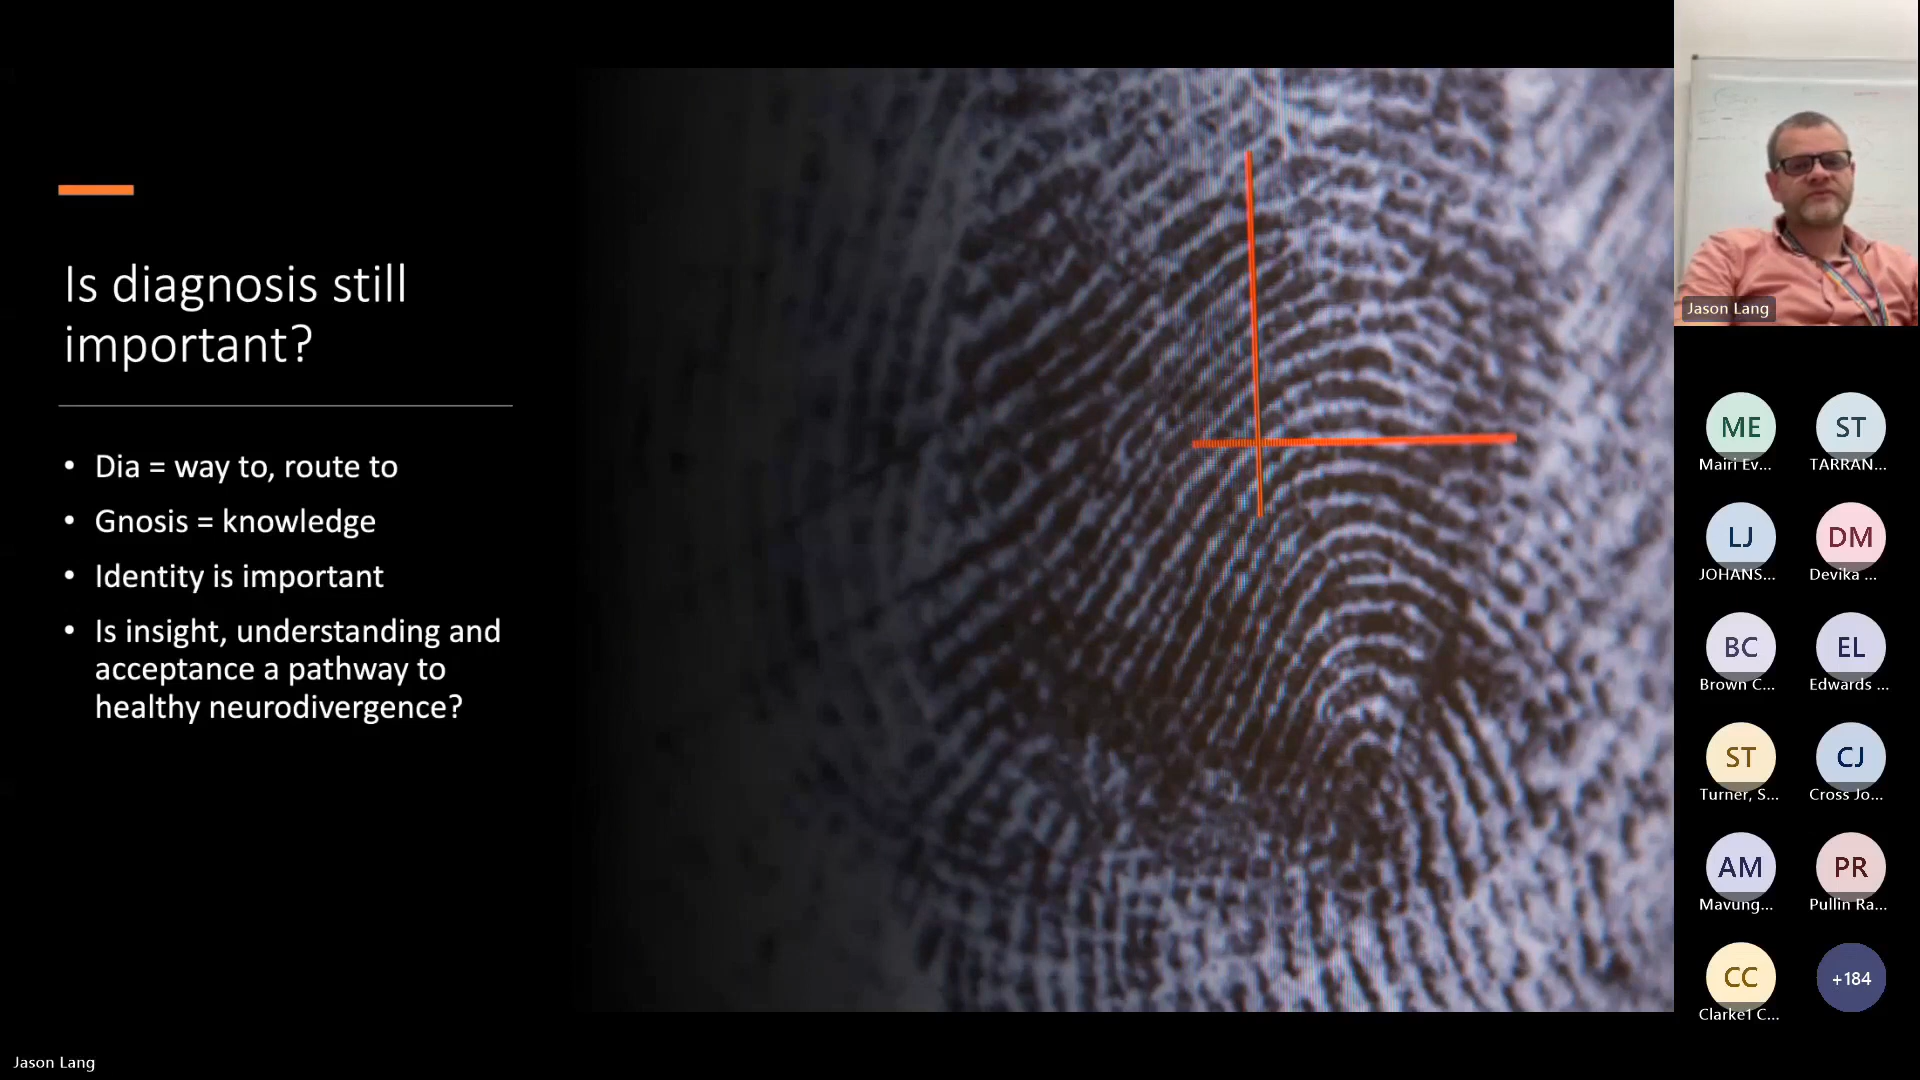 Is diagnosis still
important?
• Dia = way to, route to
• Gnosis = knowledge
• Identity is important
• Is insight, understanding and
acceptance a pathway to
healthy neurodivergence?
Jason Lang
ME
Mairi Ev...
ST
TARRAN...
LJ
JOHANS...
DM
Devika ...
BC
Brown C...
EL
Edwards ...
ST
Turner, S...
CJ
Cross Jo...
AM
Mavung...
PR
Pullin Ra...
CC
Clarke1 C...
+184
Jason Lang